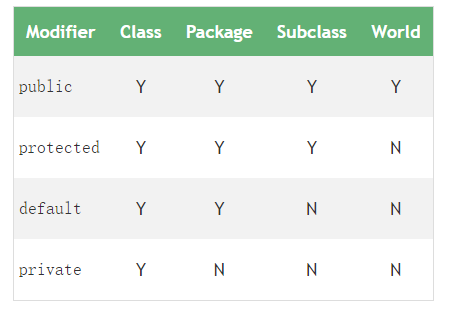 Modifier Class Package Subclass World
public Y Y Y Y
protected Y Y Y N
default Y Y N N
private Y N N N